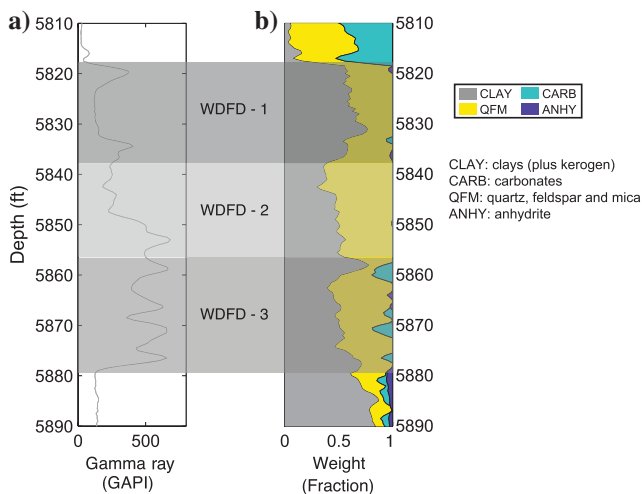 a)
b)
5810
5820
5830
5840
5850
5860
5870
5880
5890
Depth (ft)
0
500
Gamma ray
(GAPI)
WDFD - 1
WDFD - 2
WDFD - 3
5810
5820
5830
5840
5850
5860
5870
5880
5890
0
0.5
1
Weight
(Fraction)
CLAY
CARB
QFM
ANHY
CLAY: clays (plus kerogen)
CARB: carbonates
QFM: quartz, feldspar and mica
ANHY: anhydrite